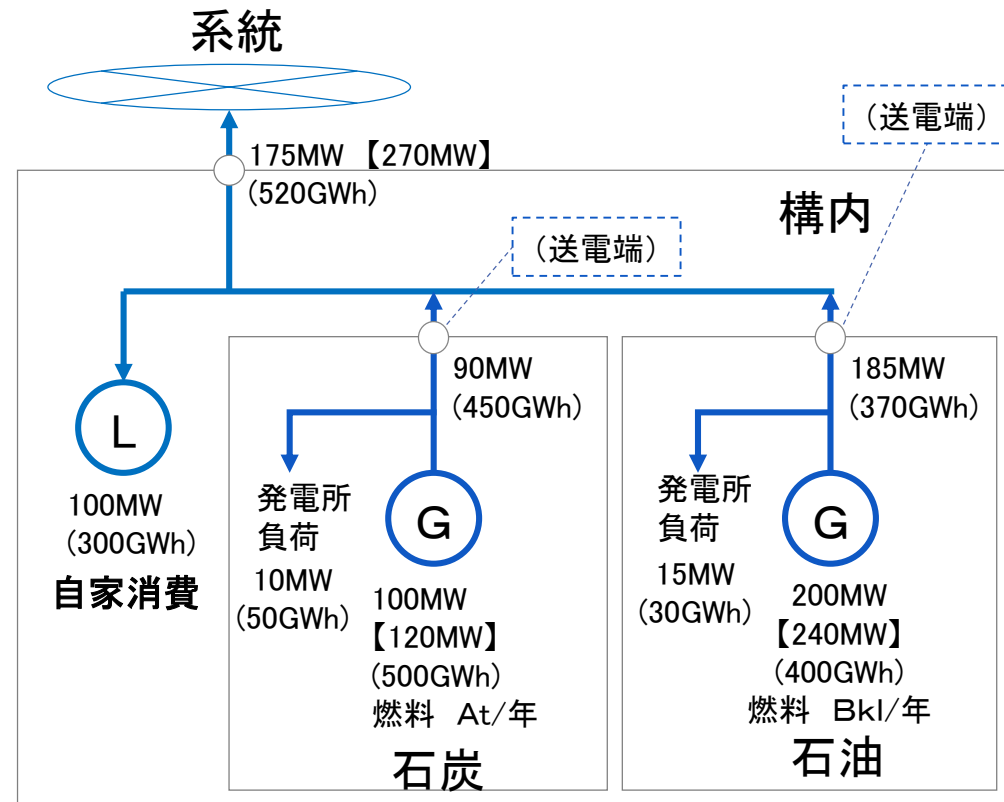 系統
(送電端)
175MW 【270MW】
(520GWh)
構内
(送電端)
90MW
(450GWh)
185MW
(370GWh)
L
100MW
(300GWh)
自家消費
発電所
負荷
10MW
(50GWh)
G
100MW
【120MW】
(500GWh)
燃料 At/年
石炭
発電所
負荷
15MW
(30GWh)
G
200MW
【240MW】
(400GWh)
燃料 Bkl/年
石油